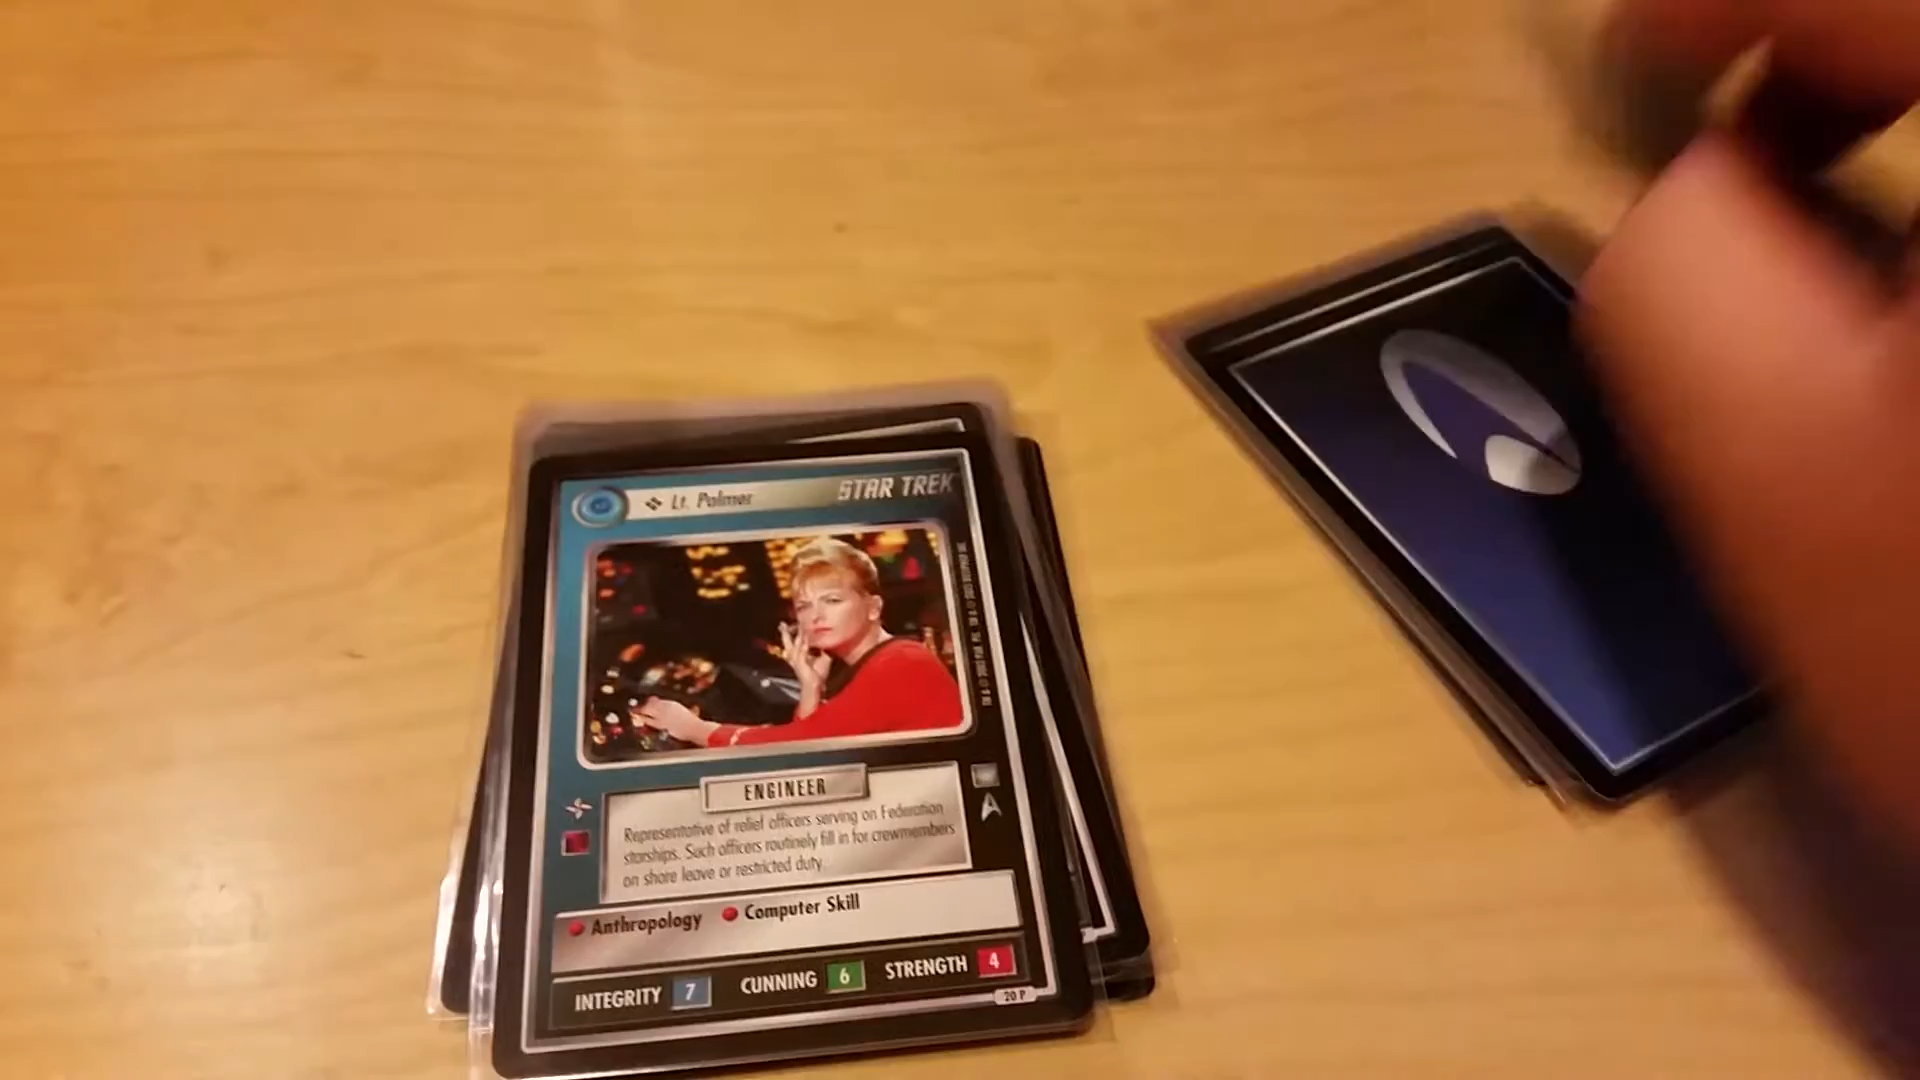 Lt. Palmer
STAR TREK
ENGINEER
Representative of relief officers serving on Federation
starships. Such officers routinely fill in for crewmembers
on shore leave or restricted duty.
Anthropology Computer Skill
INTEGRITY 7 CUNNING 6 STRENGTH 4
20 P